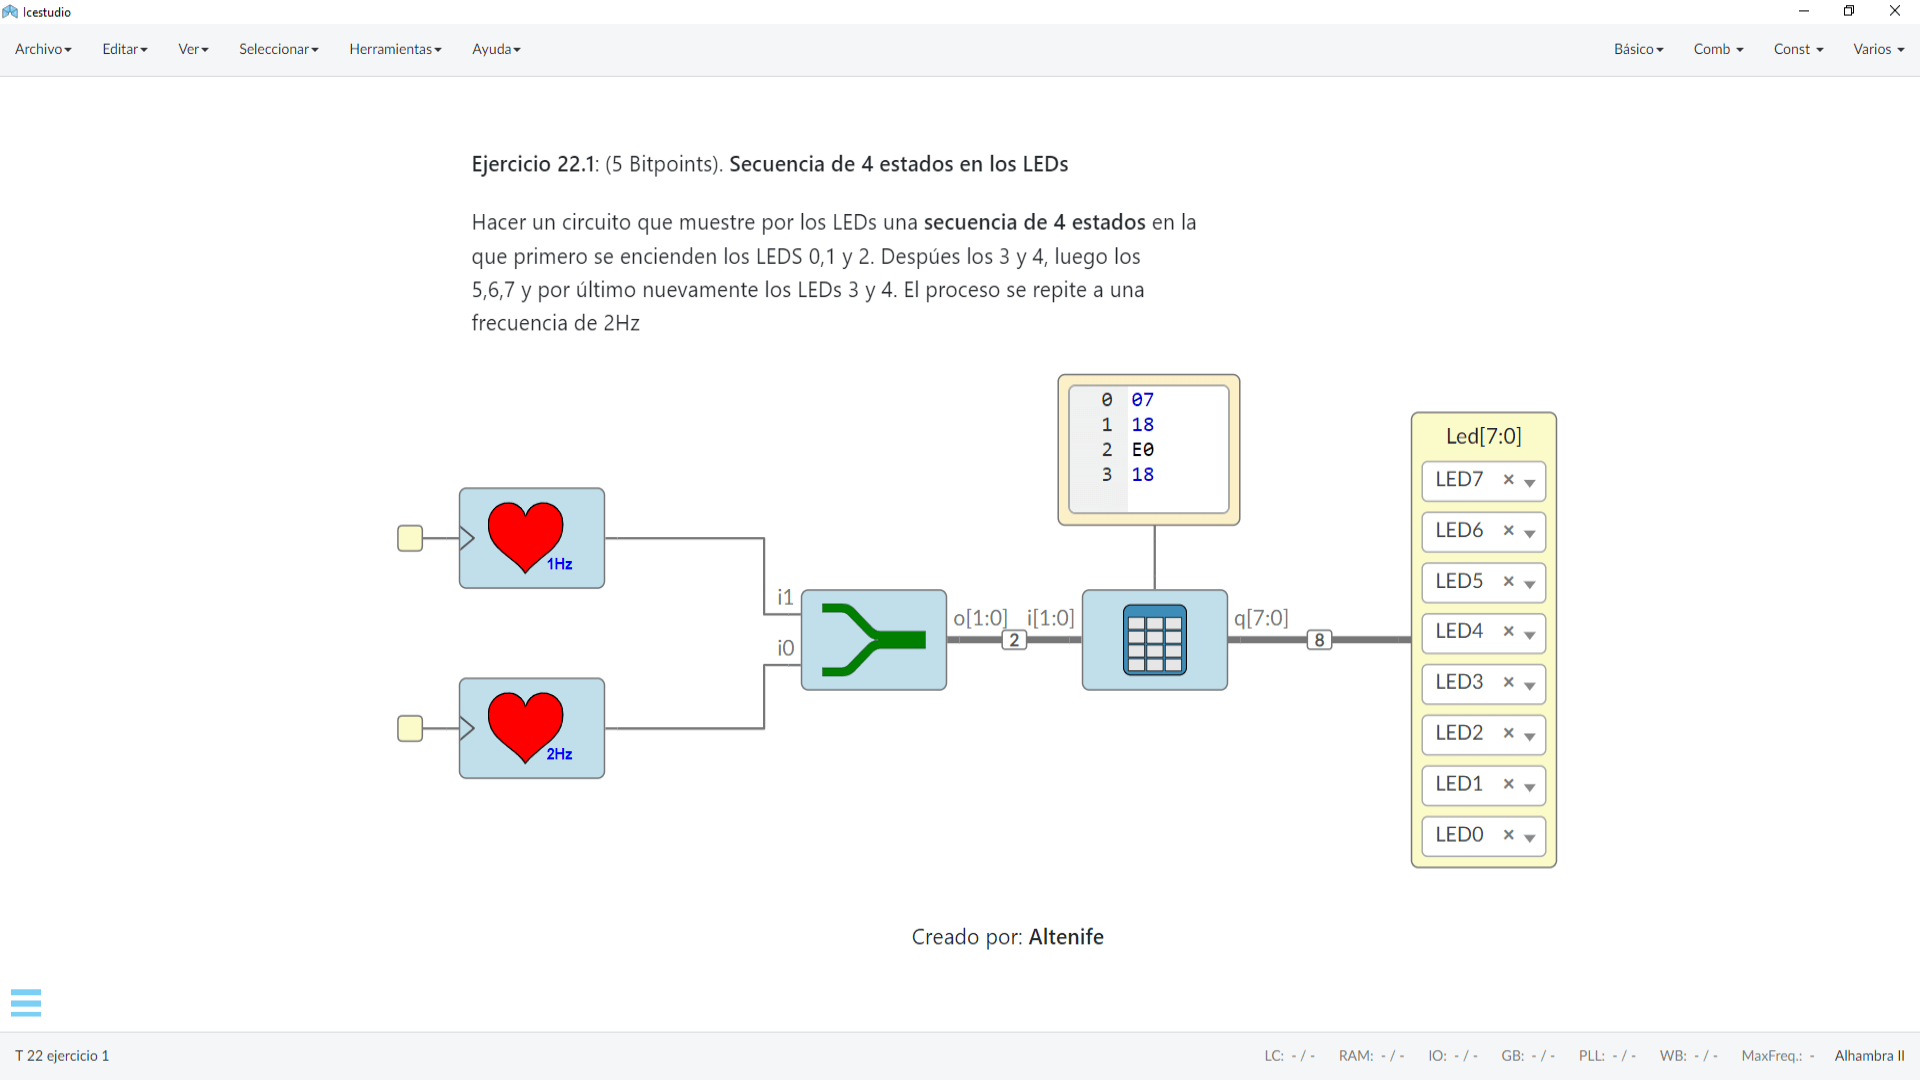 Icestudio
Archivo Editar Ver Seleccionar Herramientas Ayuda Básico Comb Const Varios
Ejercicio 22.1: (5 Bitpoints). Secuencia de 4 estados en los LEDs
Hacer un circuito que muestre por los LEDs una secuencia de 4 estados en la
que primero se encienden los LEDS 0,1 y 2. Despúes los 3 y 4, luego los
5,6,7 y por último nuevamente los LEDs 3 y 4. El proceso se repite a una
frecuencia de 2Hz
0 07
1 18
2 E0
3 18
1Hz
2Hz
i1
i0
o[1:0]
2
i[1:0]
q[7:0]
8
Led[7:0]
LED7 ×
LED6 ×
LED5 ×
LED4 ×
LED3 ×
LED2 ×
LED1 ×
LED0 ×
Creado por: Altenife
T 22 ejercicio 1 LC: - / - RAM: - / - IO: - / - GB: - / - PLL: - / - WB: - / - MaxFreq.: - Alhambra II